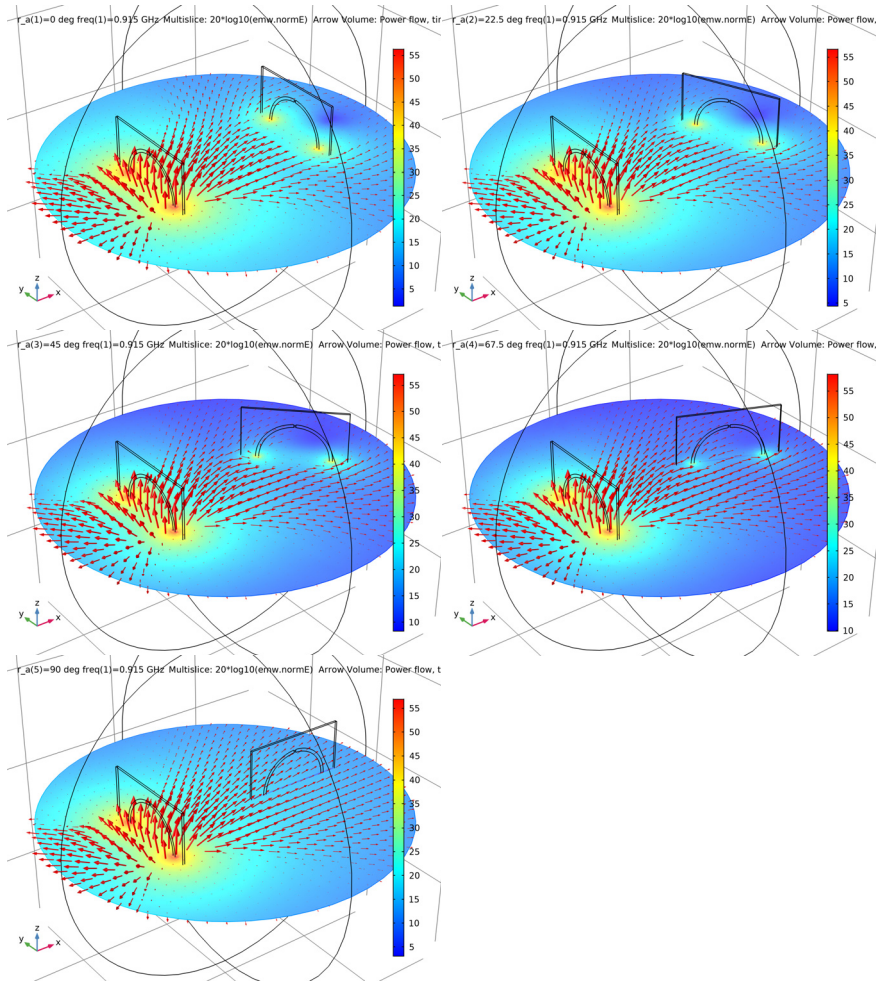 r_a(1)=0 deg freq(1)=0.915 GHz Multislice: 20*log10(emw.normE) Arrow Volume: Power flow, tir
55
50
45
40
35
30
25
20
15
10
5
z
y
x
r_a(2)=22.5 deg freq(1)=0.915 GHz Multislice: 20*log10(emw.normE) Arrow Volume: Power flow,
55
50
45
40
35
30
25
20
15
10
5
z
y
x
r_a(3)=45 deg freq(1)=0.915 GHz Multislice: 20*log10(emw.normE) Arrow Volume: Power flow, t
55
50
45
40
35
30
25
20
15
10
z
y
x
r_a(4)=67.5 deg freq(1)=0.915 GHz Multislice: 20*log10(emw.normE) Arrow Volume: Power flow,
55
50
45
40
35
30
25
20
15
10
z
y
x
r_a(5)=90 deg freq(1)=0.915 GHz Multislice: 20*log10(emw.normE) Arrow Volume: Power flow, t
55
50
45
40
35
30
25
20
15
10
5
z
y
x